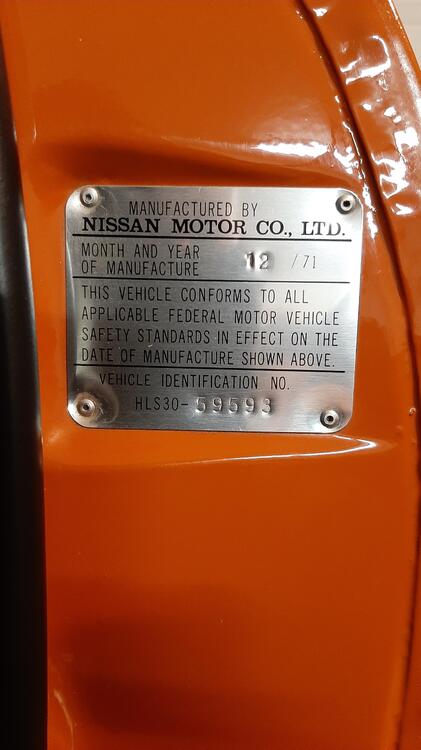 MANUFACTURED BY
NISSAN MOTOR CO., LTD.
MONTH AND YEAR
OF MANUFACTURE 12 / 71
THIS VEHICLE CONFORMS TO ALL
APPLICABLE FEDERAL MOTOR VEHICLE
SAFETY STANDARDS IN EFFECT ON THE
DATE OF MANUFACTURE SHOWN ABOVE.
VEHICLE IDENTIFICATION NO.
HLS30-59593